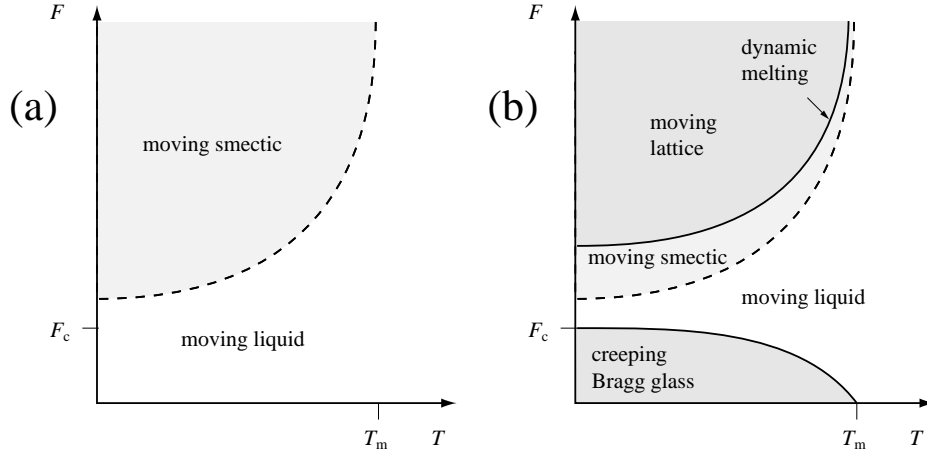 F
(a)
moving smectic
F_c
moving liquid
T_m
T
F
(b)
dynamic
melting
moving
lattice
moving smectic
moving liquid
F_c
creeping
Bragg glass
T_m
T